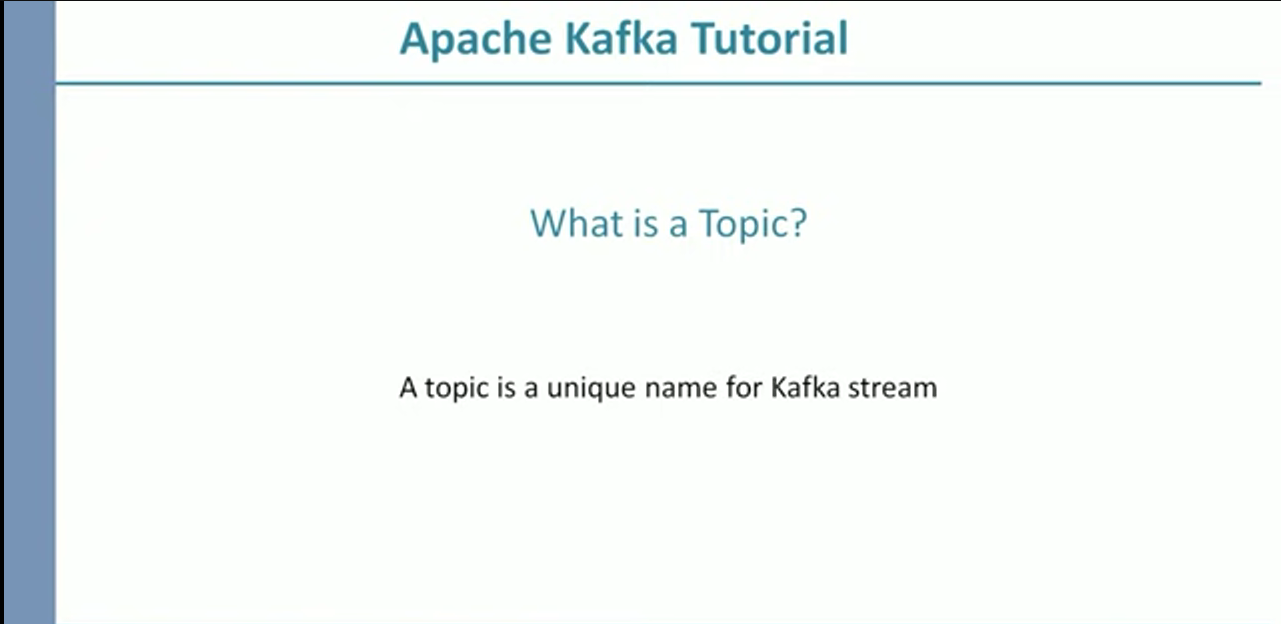 Apache Kafka Tutorial
What is a Topic?
A topic is a unique name for Kafka stream